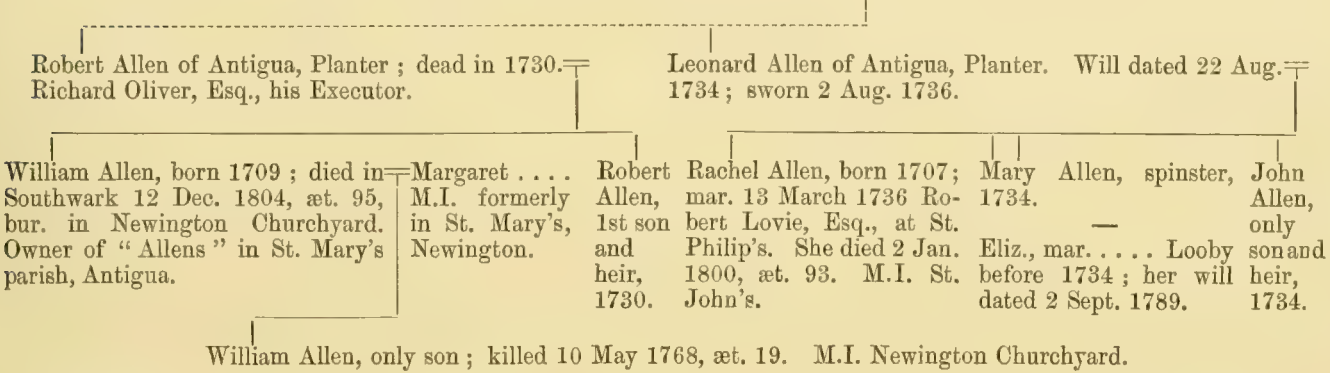 Robert Allen of Antigua, Planter ; dead in 1730.
Richard Oliver, Esq., his Executor.
Leonard Allen of Antigua, Planter. Will dated 22 Aug.
1734 ; sworn 2 Aug. 1736.
William Allen, born 1709 ; died in
Southwark 12 Dec. 1804, æt. 95,
bur. in Newington Churchyard.
Owner of “ Allens ” in St. Mary's
parish, Antigua.
Margaret . . . .
M.I. formerly
in St. Mary's,
Newington.
Robert
Allen,
1st son
and
heir,
1730.
Rachel Allen, born 1707;
mar. 13 March 1736 Ro-
bert Lovie, Esq., at St.
Philip's. She died 2 Jan.
1800, æt. 93. M.I. St.
John's.
Mary Allen, spinster,
1734.
—
Eliz., mar. . . . . Looby
before 1734 ; her will
dated 2 Sept. 1789.
John
Allen,
only
son and
heir,
1734.
William Allen, only son ; killed 10 May 1768, æt. 19. M.I. Newington Churchyard.